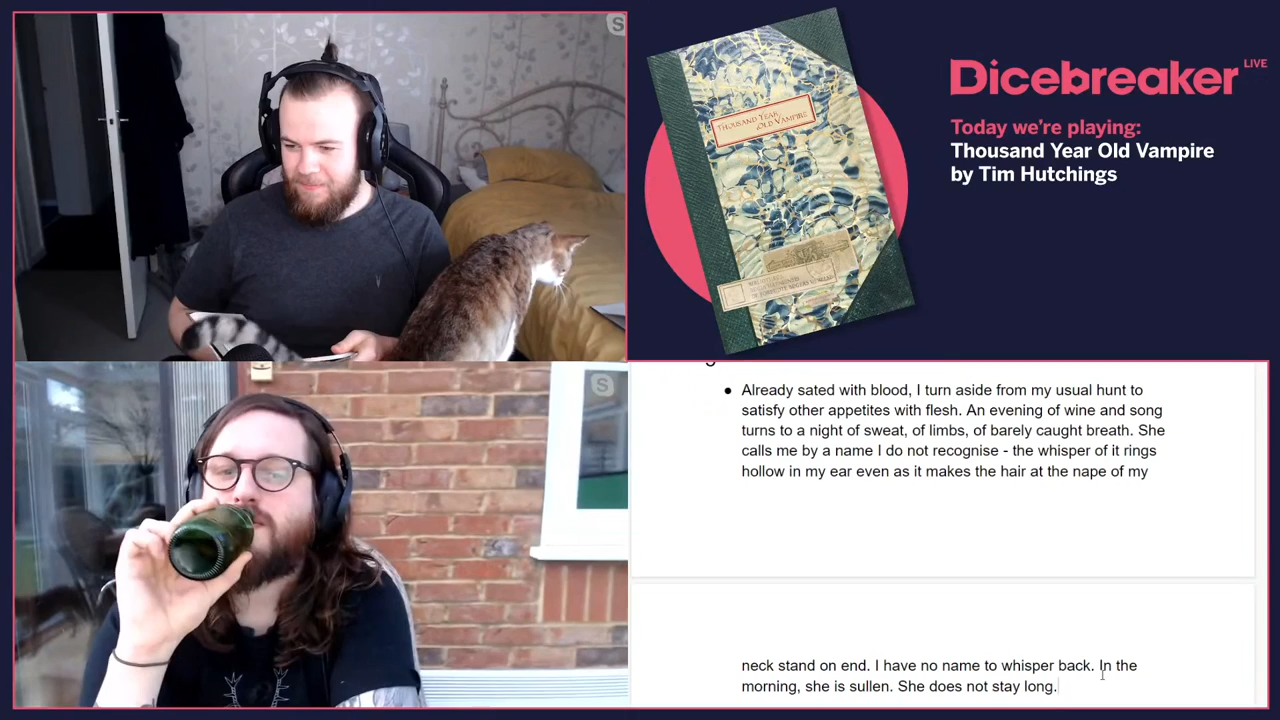 Dicebreaker LIVE
Today we're playing:
Thousand Year Old Vampire
by Tim Hutchings
THOUSAND YEAR
OLD VAMPIRE
● Already sated with blood, I turn aside from my usual hunt to
satisfy other appetites with flesh. An evening of wine and song
turns to a night of sweat, of limbs, of barely caught breath. She
calls me by a name I do not recognise - the whisper of it rings
hollow in my ear even as it makes the hair at the nape of my
neck stand on end. I have no name to whisper back. In the
morning, she is sullen. She does not stay long.
S
S